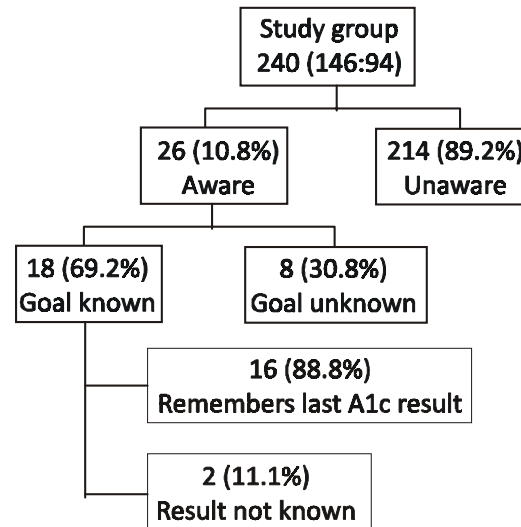 Study group
240 (146:94)
26 (10.8%)
Aware
214 (89.2%)
Unaware
18 (69.2%)
Goal known
8 (30.8%)
Goal unknown
16 (88.8%)
Remembers last A1c result
2 (11.1%)
Result not known